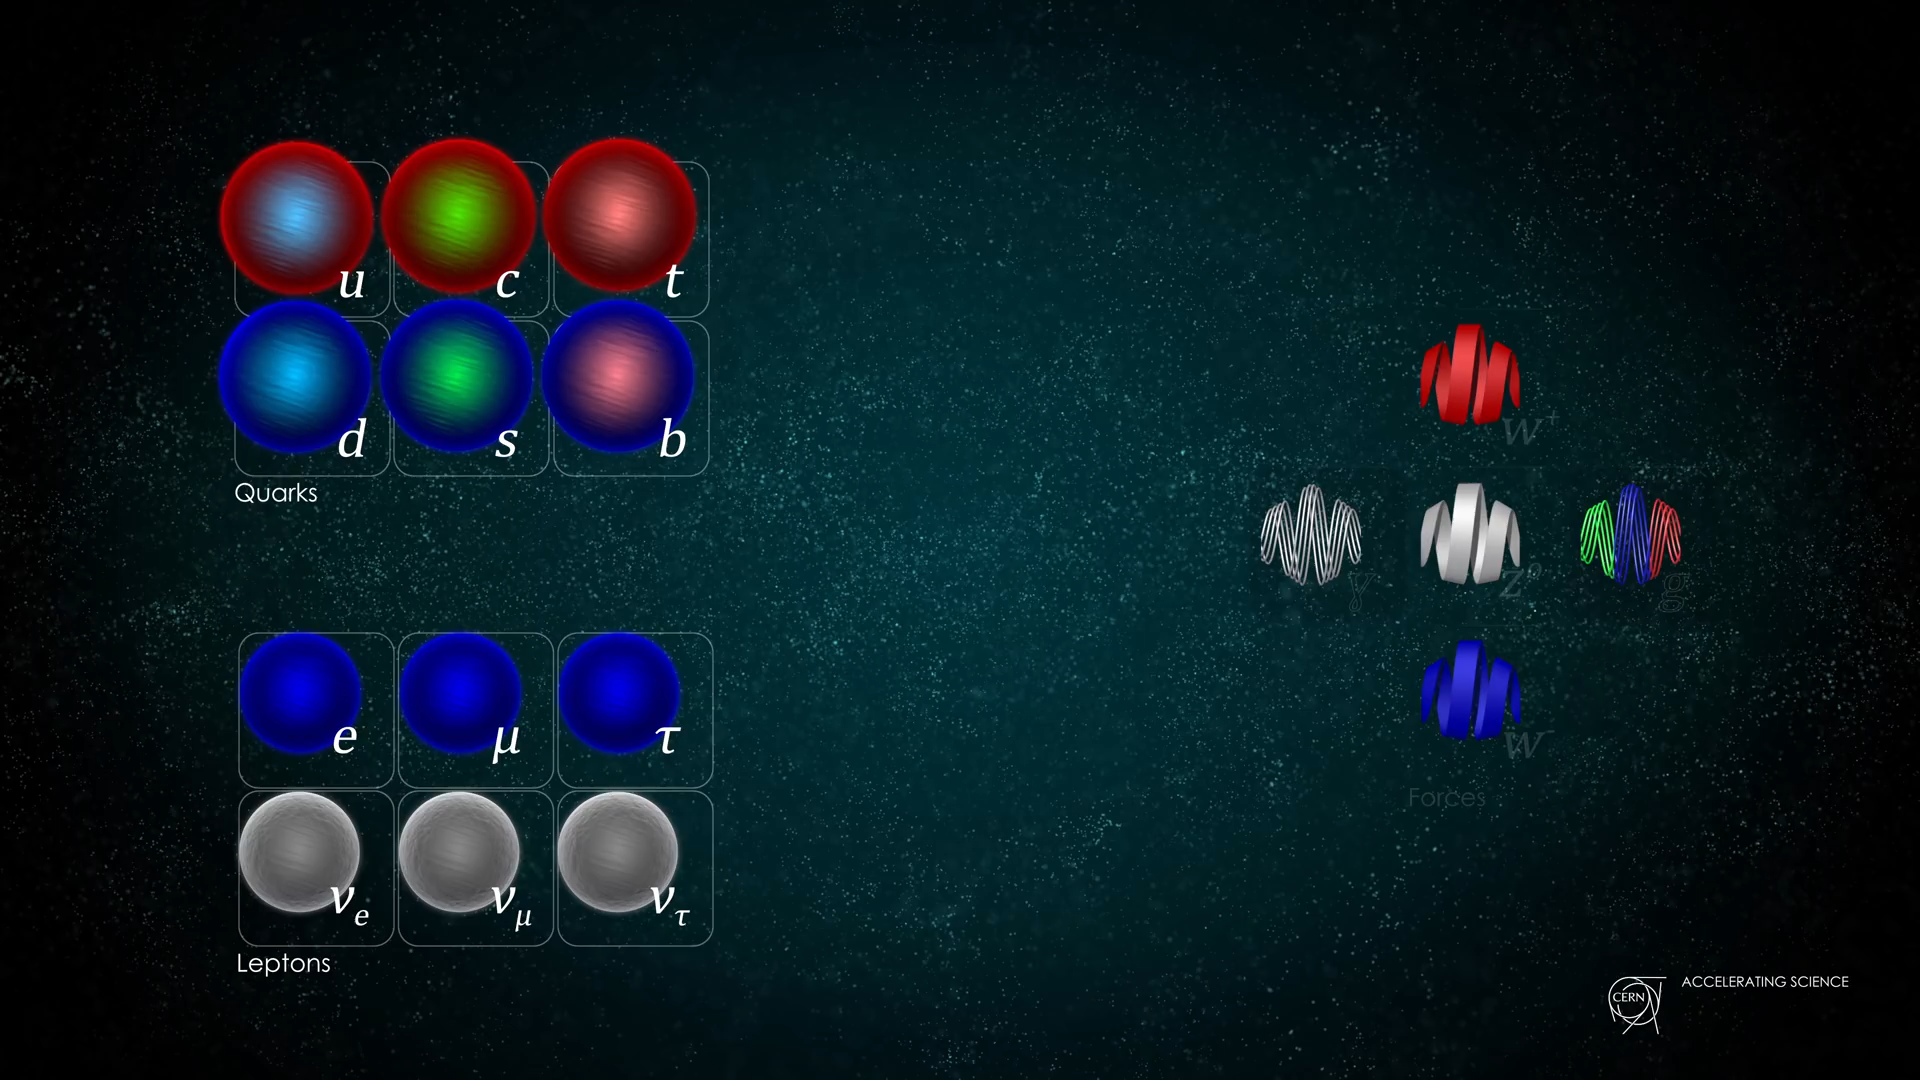 u c t
d s b
Quarks
e μ τ
νe νμ ντ
Leptons
W+
γ Z0 g
W-
Forces
CERN
ACCELERATING SCIENCE